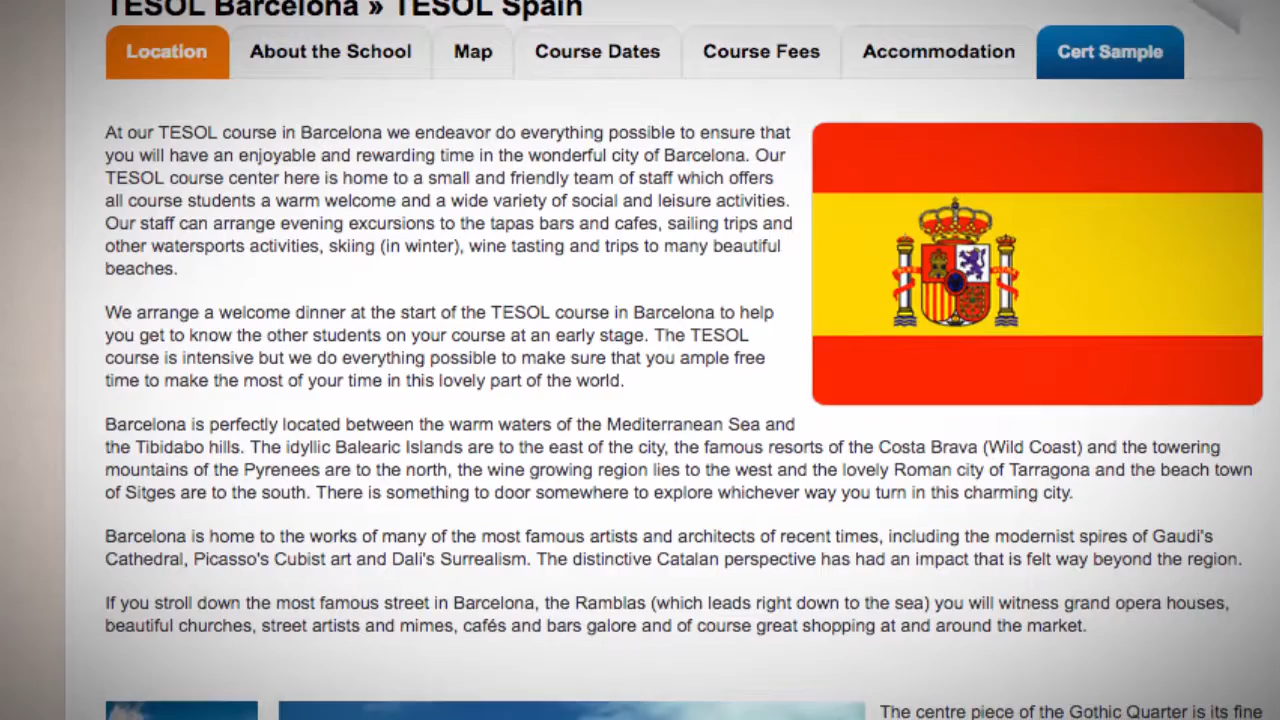 TESOL Barcelona » TESOL Spain
Location
About the School
Map
Course Dates
Course Fees
Accommodation
Cert Sample
At our TESOL course in Barcelona we endeavor do everything possible to ensure that
you will have an enjoyable and rewarding time in the wonderful city of Barcelona. Our
TESOL course center here is home to a small and friendly team of staff which offers
all course students a warm welcome and a wide variety of social and leisure activities.
Our staff can arrange evening excursions to the tapas bars and cafes, sailing trips and
other watersports activities, skiing (in winter), wine tasting and trips to many beautiful
beaches.
We arrange a welcome dinner at the start of the TESOL course in Barcelona to help
you get to know the other students on your course at an early stage. The TESOL
course is intensive but we do everything possible to make sure that you ample free
time to make the most of your time in this lovely part of the world.
Barcelona is perfectly located between the warm waters of the Mediterranean Sea and
the Tibidabo hills. The idyllic Balearic Islands are to the east of the city, the famous resorts of the Costa Brava (Wild Coast) and the towering
mountains of the Pyrenees are to the north, the wine growing region lies to the west and the lovely Roman city of Tarragona and the beach town
of Sitges are to the south. There is something to door somewhere to explore whichever way you turn in this charming city.
Barcelona is home to the works of many of the most famous artists and architects of recent times, including the modernist spires of Gaudi's
Cathedral, Picasso's Cubist art and Dali's Surrealism. The distinctive Catalan perspective has had an impact that is felt way beyond the region.
If you stroll down the most famous street in Barcelona, the Ramblas (which leads right down to the sea) you will witness grand opera houses,
beautiful churches, street artists and mimes, cafés and bars galore and of course great shopping at and around the market.
The centre piece of the Gothic Quarter is its fine